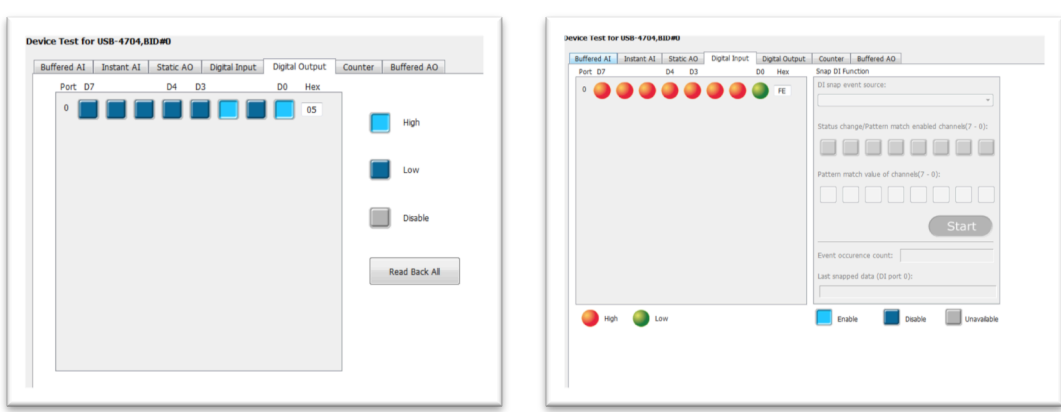 Device Test for USB-4704,BID#0
Buffered AI Instant AI Static AO Digital Input Digital Output Counter Buffered AO
Port D7 D4 D3 D0 Hex
0 05
High
Low
Disable
Read Back All
Device Test for USB-4704,BID#0
Buffered AI Instant AI Static AO Digital Input Digital Output Counter Buffered AO
Port D7 D4 D3 D0 Hex
0 FE
High Low
Snap DI Function
DI snap event source:
Status change/Pattern match enabled channels(7 - 0):
Pattern match value of channels(7 - 0):
Start
Event occurence count:
Last snapped data (DI port 0):
Enable Disable Unavailable